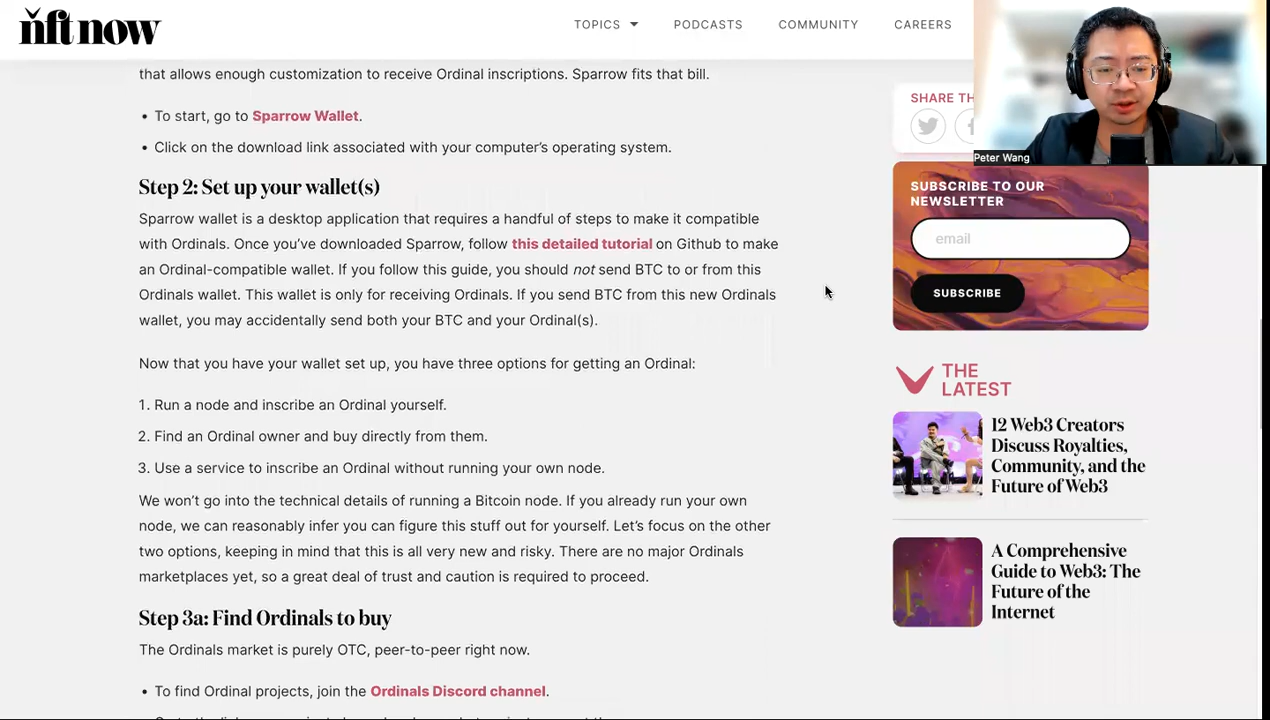 nft now
TOPICS
PODCASTS
COMMUNITY
CAREERS
that allows enough customization to receive Ordinal inscriptions. Sparrow fits that bill.
• To start, go to Sparrow Wallet.
• Click on the download link associated with your computer's operating system.
Step 2: Set up your wallet(s)
Sparrow wallet is a desktop application that requires a handful of steps to make it compatible
with Ordinals. Once you've downloaded Sparrow, follow this detailed tutorial on Github to make
an Ordinal-compatible wallet. If you follow this guide, you should not send BTC to or from this
Ordinals wallet. This wallet is only for receiving Ordinals. If you send BTC from this new Ordinals
wallet, you may accidentally send both your BTC and your Ordinal(s).
Now that you have your wallet set up, you have three options for getting an Ordinal:
1. Run a node and inscribe an Ordinal yourself.
2. Find an Ordinal owner and buy directly from them.
3. Use a service to inscribe an Ordinal without running your own node.
We won't go into the technical details of running a Bitcoin node. If you already run your own
node, we can reasonably infer you can figure this stuff out for yourself. Let's focus on the other
two options, keeping in mind that this is all very new and risky. There are no major Ordinals
marketplaces yet, so a great deal of trust and caution is required to proceed.
Step 3a: Find Ordinals to buy
The Ordinals market is purely OTC, peer-to-peer right now.
• To find Ordinal projects, join the Ordinals Discord channel.
SHARE TH
Peter Wang
SUBSCRIBE TO OUR
NEWSLETTER
email
SUBSCRIBE
THE
LATEST
12 Web3 Creators
Discuss Royalties,
Community, and the
Future of Web3
A Comprehensive
Guide to Web3: The
Future of the
Internet